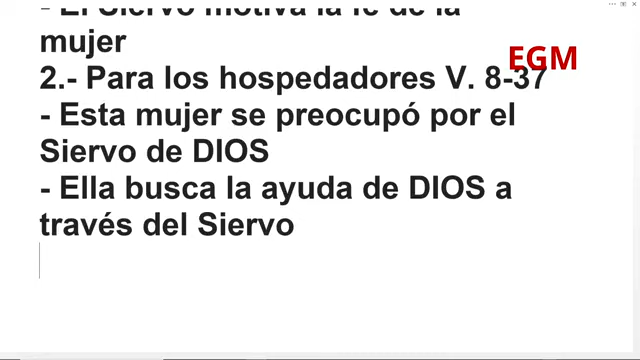 - El Siervo motiva la fe de la
mujer
EGM
2.- Para los hospedadores V. 8-37
- Esta mujer se preocupó por el
Siervo de DIOS
- Ella busca la ayuda de DIOS a
través del Siervo